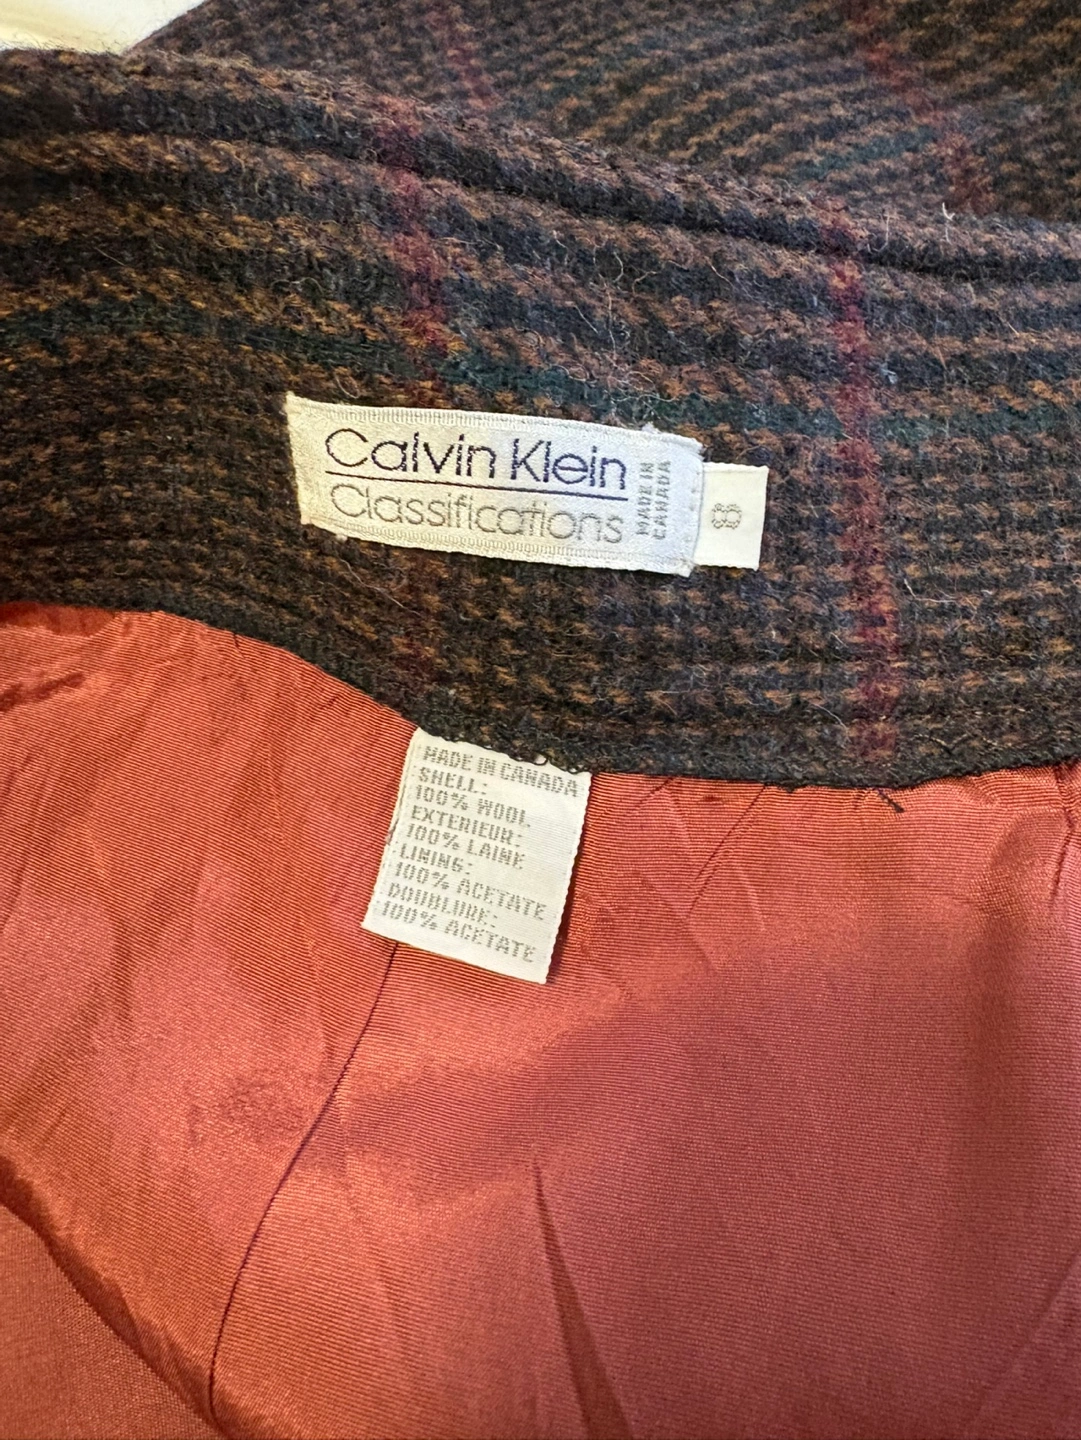 Calvin Klein
Classifications
MADE IN
CANADA
8
MADE IN CANADA
SHELL:
100% WOOL
EXTERIEUR:
100% LAINE
LINING:
100% ACETATE
DOUBLURE:
100% ACETATE